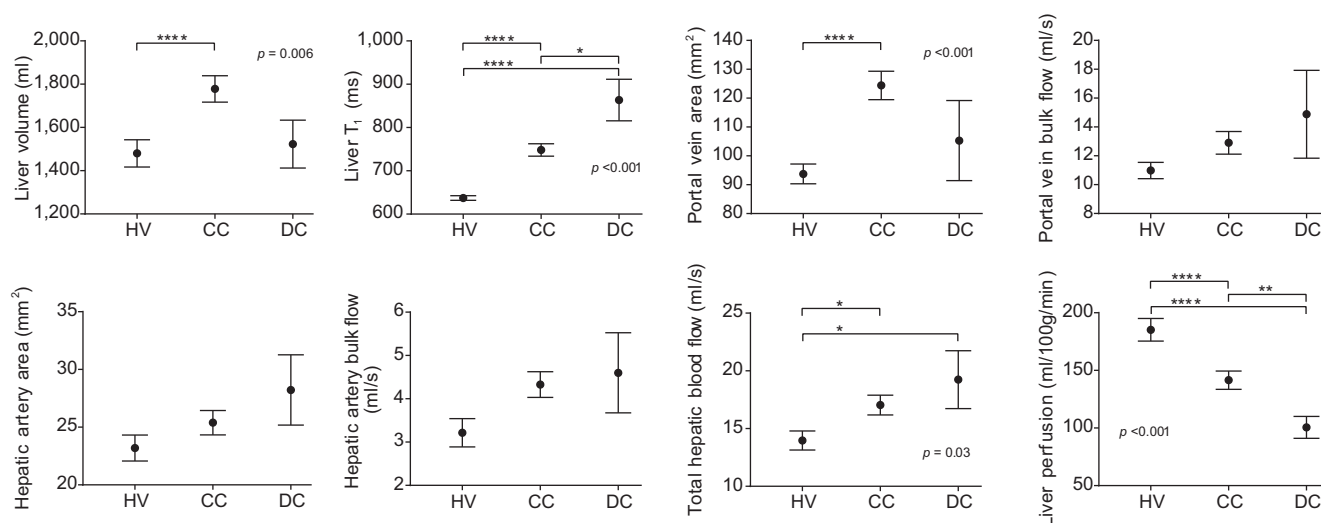 Liver volume (ml)
2,000
1,800
1,600
1,400
1,200
****
p = 0.006
HV CC DC
Liver T1 (ms)
1,000
900
800
700
600
****
*
****
p <0.001
HV CC DC
Portal vein area (mm²)
140
130
120
110
100
90
80
****
p <0.001
HV CC DC
Portal vein bulk flow (ml/s)
20
18
16
14
12
10
8
HV CC DC
Hepatic artery area (mm²)
35
30
25
20
HV CC DC
Hepatic artery bulk flow
(ml/s)
6
5
4
3
2
HV CC DC
Total hepatic blood flow (ml/s)
25
20
15
10
*
*
p = 0.03
HV CC DC
Liver perfusion (ml/100g/min)
200
150
100
50
****
**
****
p <0.001
HV CC DC